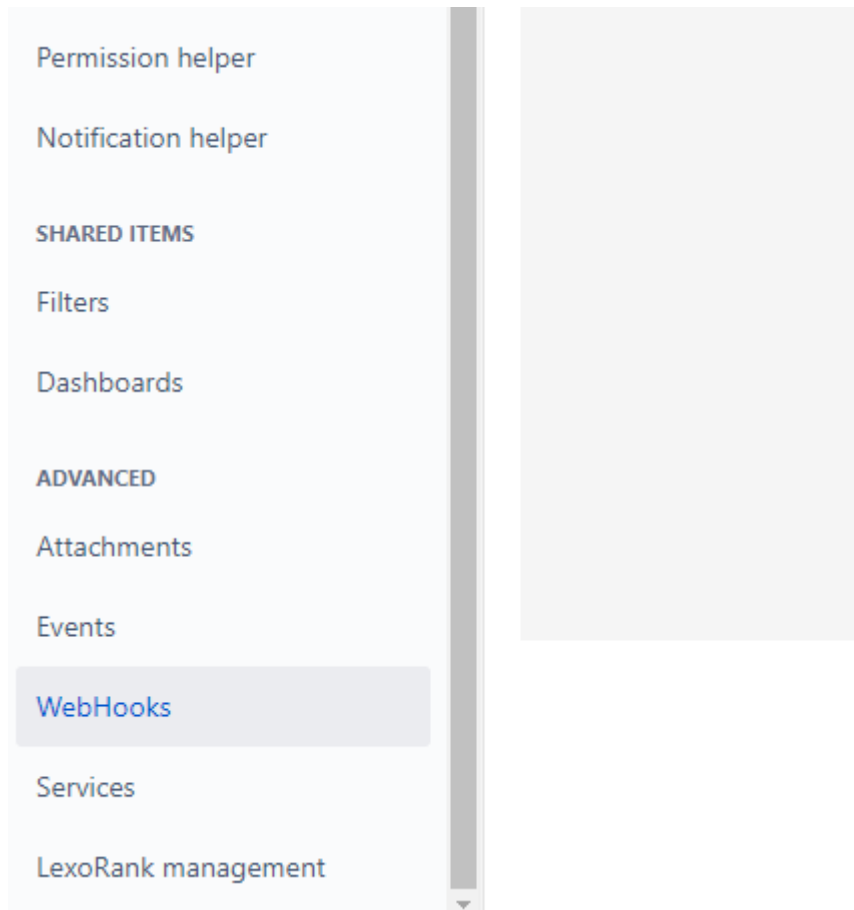 Permission helper
Notification helper
SHARED ITEMS
Filters
Dashboards
ADVANCED
Attachments
Events
WebHooks
Services
LexoRank management